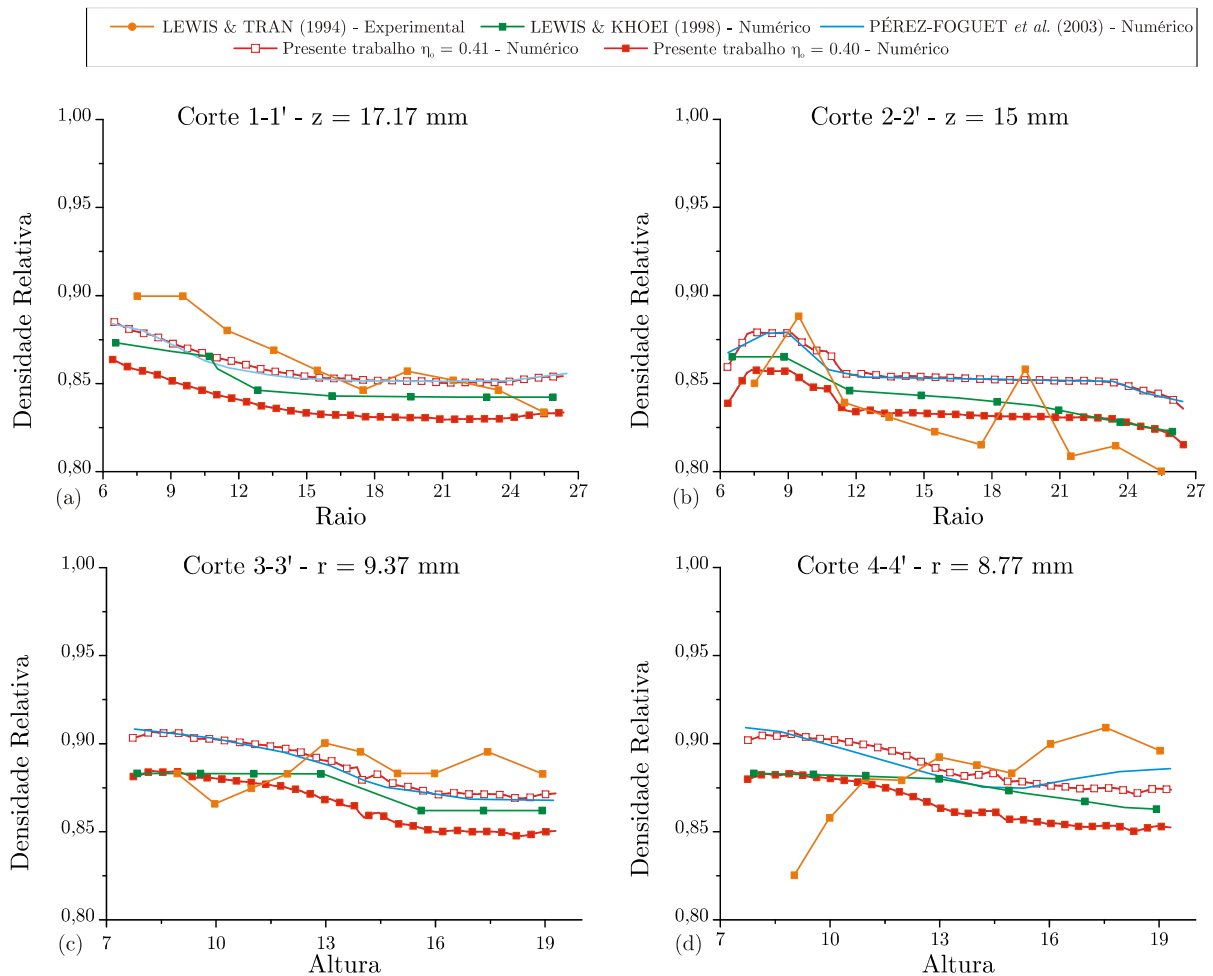 LEWIS & TRAN (1994) - Experimental LEWIS & KHOEI (1998) - Numérico PÉREZ-FOGUET et al. (2003) - Numérico
Presente trabalho ηₒ = 0.41 - Numérico Presente trabalho ηₒ = 0.40 - Numérico
Corte 1-1' - z = 17.17 mm
1,00
0,95
0,90
0,85
0,80
Densidade Relativa
(a)
6 9 12 15 18 21 24 27
Raio
Corte 2-2' - z = 15 mm
1,00
0,95
0,90
0,85
0,80
Densidade Relativa
(b)
6 9 12 15 18 21 24 27
Raio
Corte 3-3' - r = 9.37 mm
1,00
0,95
0,90
0,85
0,80
Densidade Relativa
(c)
7 10 13 16 19
Altura
Corte 4-4' - r = 8.77 mm
1,00
0,95
0,90
0,85
0,80
Densidade Relativa
(d)
7 10 13 16 19
Altura